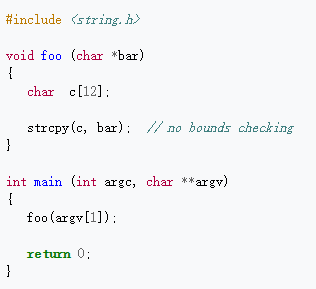 #include <string.h>

void foo (char *bar)
{
   char  c[12];

   strcpy(c, bar);  // no bounds checking
}

int main (int argc, char **argv)
{
   foo(argv[1]);

   return 0;
}